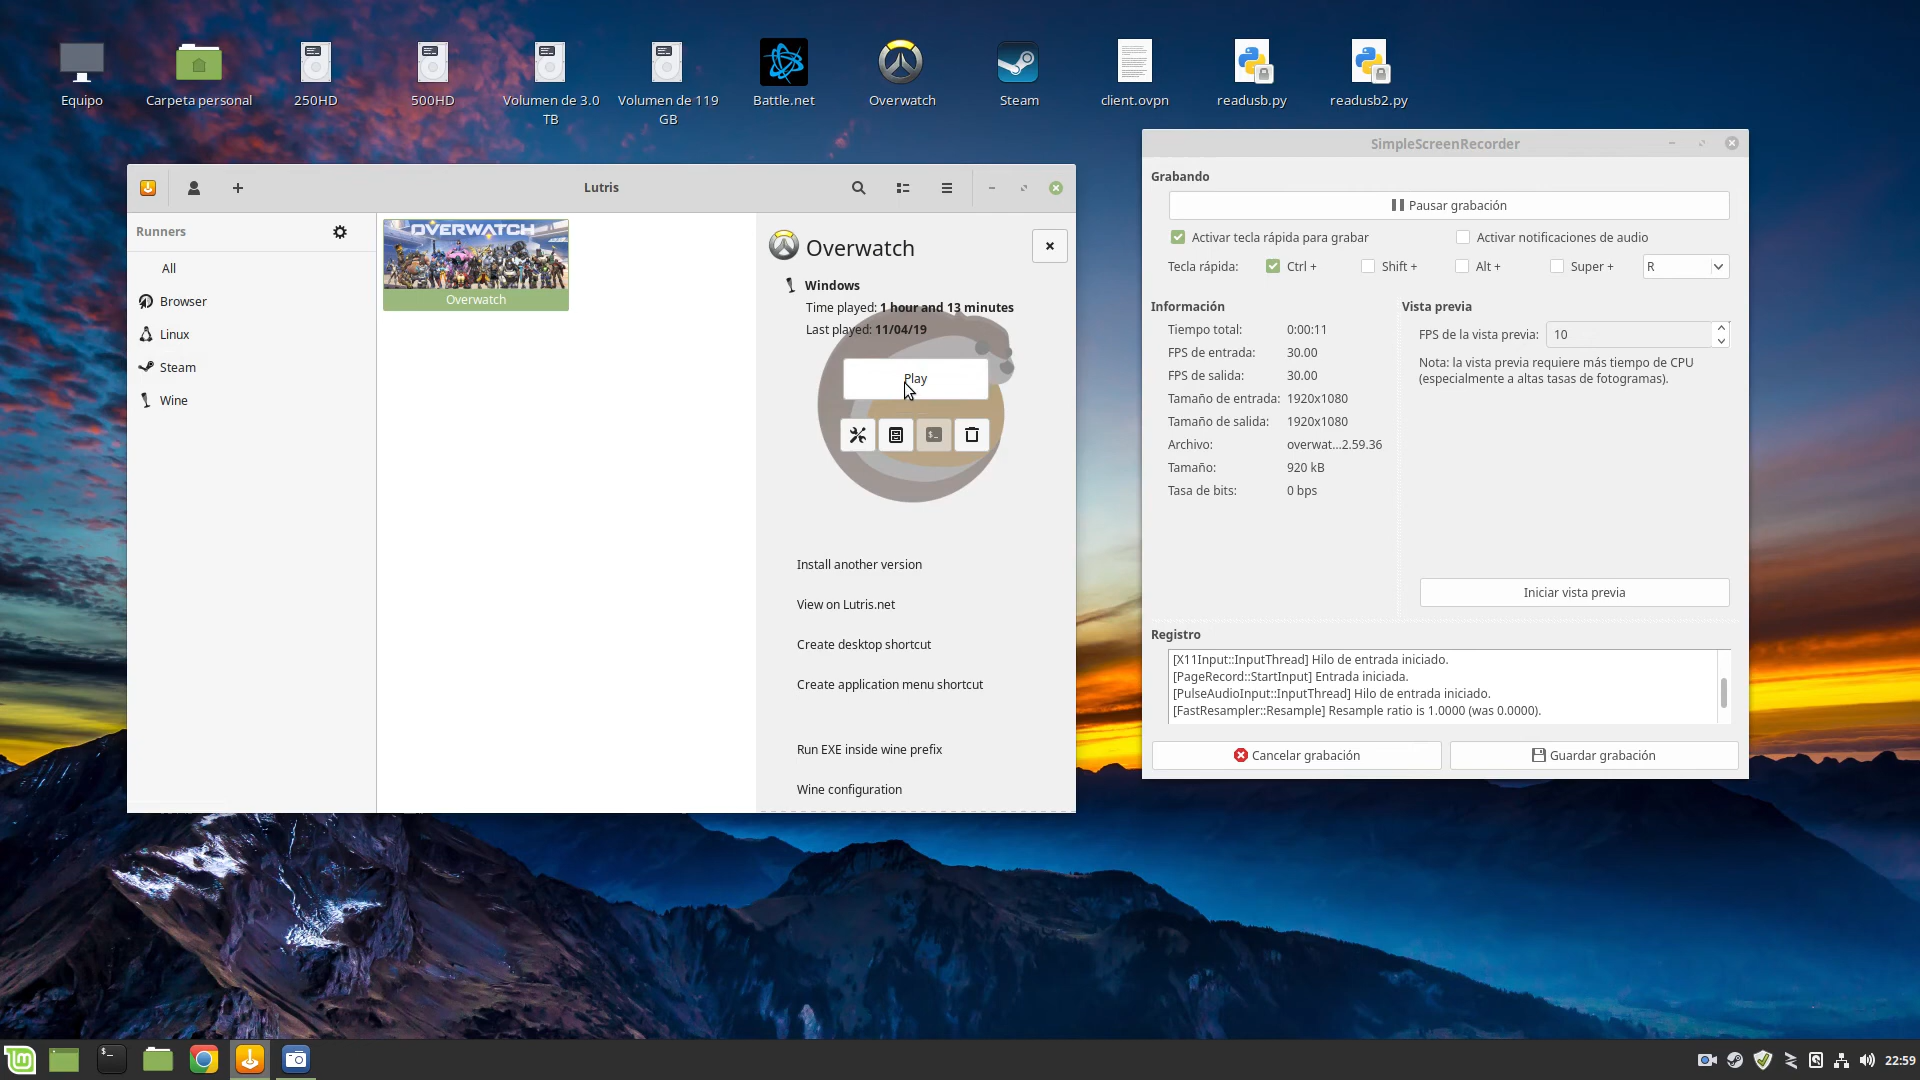 Equipo
Carpeta personal
250HD
500HD
Volumen de 3.0
TB
Volumen de 119
GB
Battle.net
Overwatch
Steam
client.ovpn
readusb.py
readusb2.py
Lutris
Runners
All
Browser
Linux
Steam
Wine
OVERWATCH
Overwatch
Overwatch
Windows
Time played: 1 hour and 13 minutes
Last played: 11/04/19
Play
Install another version
View on Lutris.net
Create desktop shortcut
Create application menu shortcut
Run EXE inside wine prefix
Wine configuration
SimpleScreenRecorder
Grabando
Pausar grabación
Activar tecla rápida para grabar
Activar notificaciones de audio
Tecla rápida: Ctrl + Shift + Alt + Super + R
Información
Tiempo total: 0:00:11
FPS de entrada: 30.00
FPS de salida: 30.00
Tamaño de entrada: 1920x1080
Tamaño de salida: 1920x1080
Archivo: overwat...2.59.36
Tamaño: 920 kB
Tasa de bits: 0 bps
Vista previa
FPS de la vista previa: 10
Nota: la vista previa requiere más tiempo de CPU
(especialmente a altas tasas de fotogramas).
Iniciar vista previa
Registro
[X11Input::InputThread] Hilo de entrada iniciado.
[PageRecord::StartInput] Entrada iniciada.
[PulseAudioInput::InputThread] Hilo de entrada iniciado.
[FastResampler::Resample] Resample ratio is 1.0000 (was 0.0000).
Cancelar grabación
Guardar grabación
22:59